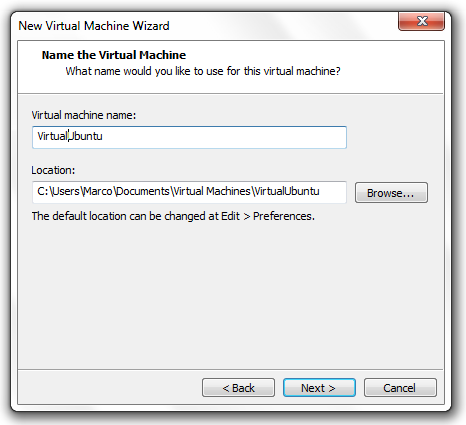 New Virtual Machine Wizard
Name the Virtual Machine
What name would you like to use for this virtual machine?
Virtual machine name:
VirtualUbuntu
Location:
C:\Users\Marco\Documents\Virtual Machines\VirtualUbuntu
Browse...
The default location can be changed at Edit > Preferences.
< Back
Next >
Cancel